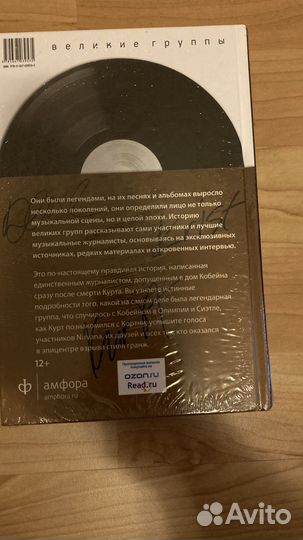 великие группы
Они были легендами, на их песнях и альбомах выросло
несколько поколений, они определили лицо не только
музыкальной сцены, но и целой эпохи. Историю
великих групп рассказывают сами участники и лучшие
музыкальные журналисты, основываясь на эксклюзивных
источниках, редких материалах и откровенных интервью.
Это по-настоящему правдивая история, написанная
единственным журналистом, допущенным в дом Кобейна
сразу после смерти Курта. Вы узнаете истинные
подробности того, какой на самом деле была легендарная
группа, что случилось с Кобейном в Олимпии и Сиэтле,
как Курт познакомился с Кортни, услышите голоса
участников Nirvana, их друзей и всех тех, кто оказался
в эпицентре взрыва стиля гранж.
12+
ф
амфора
amphora.ru
OZON.ru
Read.ru
Avito